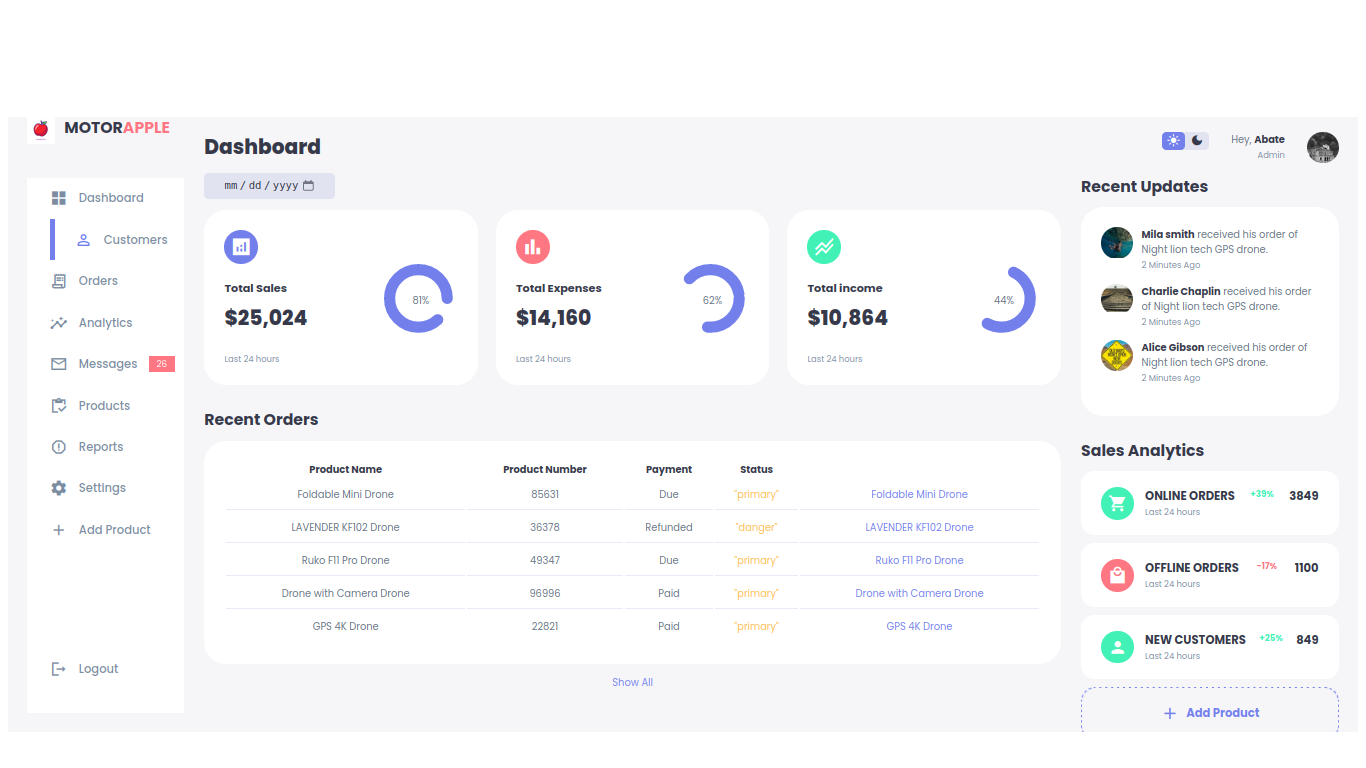 MOTORAPPLE
Dashboard
Customers
Orders
Analytics
Messages 26
Products
Reports
Settings
Add Product
Logout
Dashboard
mm / dd / yyyy
Total Sales
$25,024
81%
Last 24 hours
Total Expenses
$14,160
62%
Last 24 hours
Total income
$10,864
44%
Last 24 hours
Recent Orders
Product Name Product Number Payment Status
Foldable Mini Drone 85631 Due "primary" Foldable Mini Drone
LAVENDER KF102 Drone 36378 Refunded "danger" LAVENDER KF102 Drone
Ruko F11 Pro Drone 49347 Due "primary" Ruko F11 Pro Drone
Drone with Camera Drone 96996 Paid "primary" Drone with Camera Drone
GPS 4K Drone 22821 Paid "primary" GPS 4K Drone
Show All
Hey, Abate
Admin
Recent Updates
Mila smith received his order of
Night lion tech GPS drone.
2 Minutes Ago
Charlie Chaplin received his order
of Night lion tech GPS drone.
2 Minutes Ago
Alice Gibson received his order of
Night lion tech GPS drone.
2 Minutes Ago
Sales Analytics
ONLINE ORDERS +39% 3849
Last 24 hours
OFFLINE ORDERS -17% 1100
Last 24 hours
NEW CUSTOMERS +25% 849
Last 24 hours
Add Product